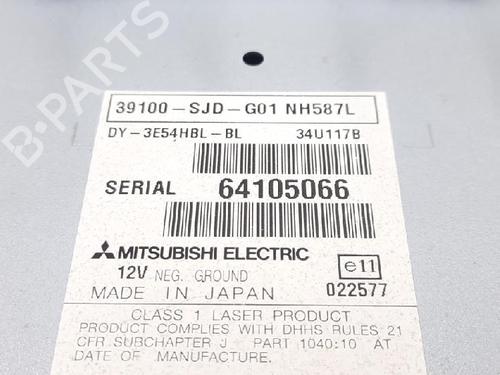 39100-SJD-G01 NH587L
DY-3E54HBL-BL 34U117B
SERIAL 64105066
MITSUBISHI ELECTRIC
12V NEG. GROUND
e11
MADE IN JAPAN 022577
CLASS 1 LASER PRODUCT
PRODUCT COMPLIES WITH DHHS RULES 21
CFR SUBCHAPTER J PART 1040:10 AT
DATE OF MANUFACTURE.
B-PARTS